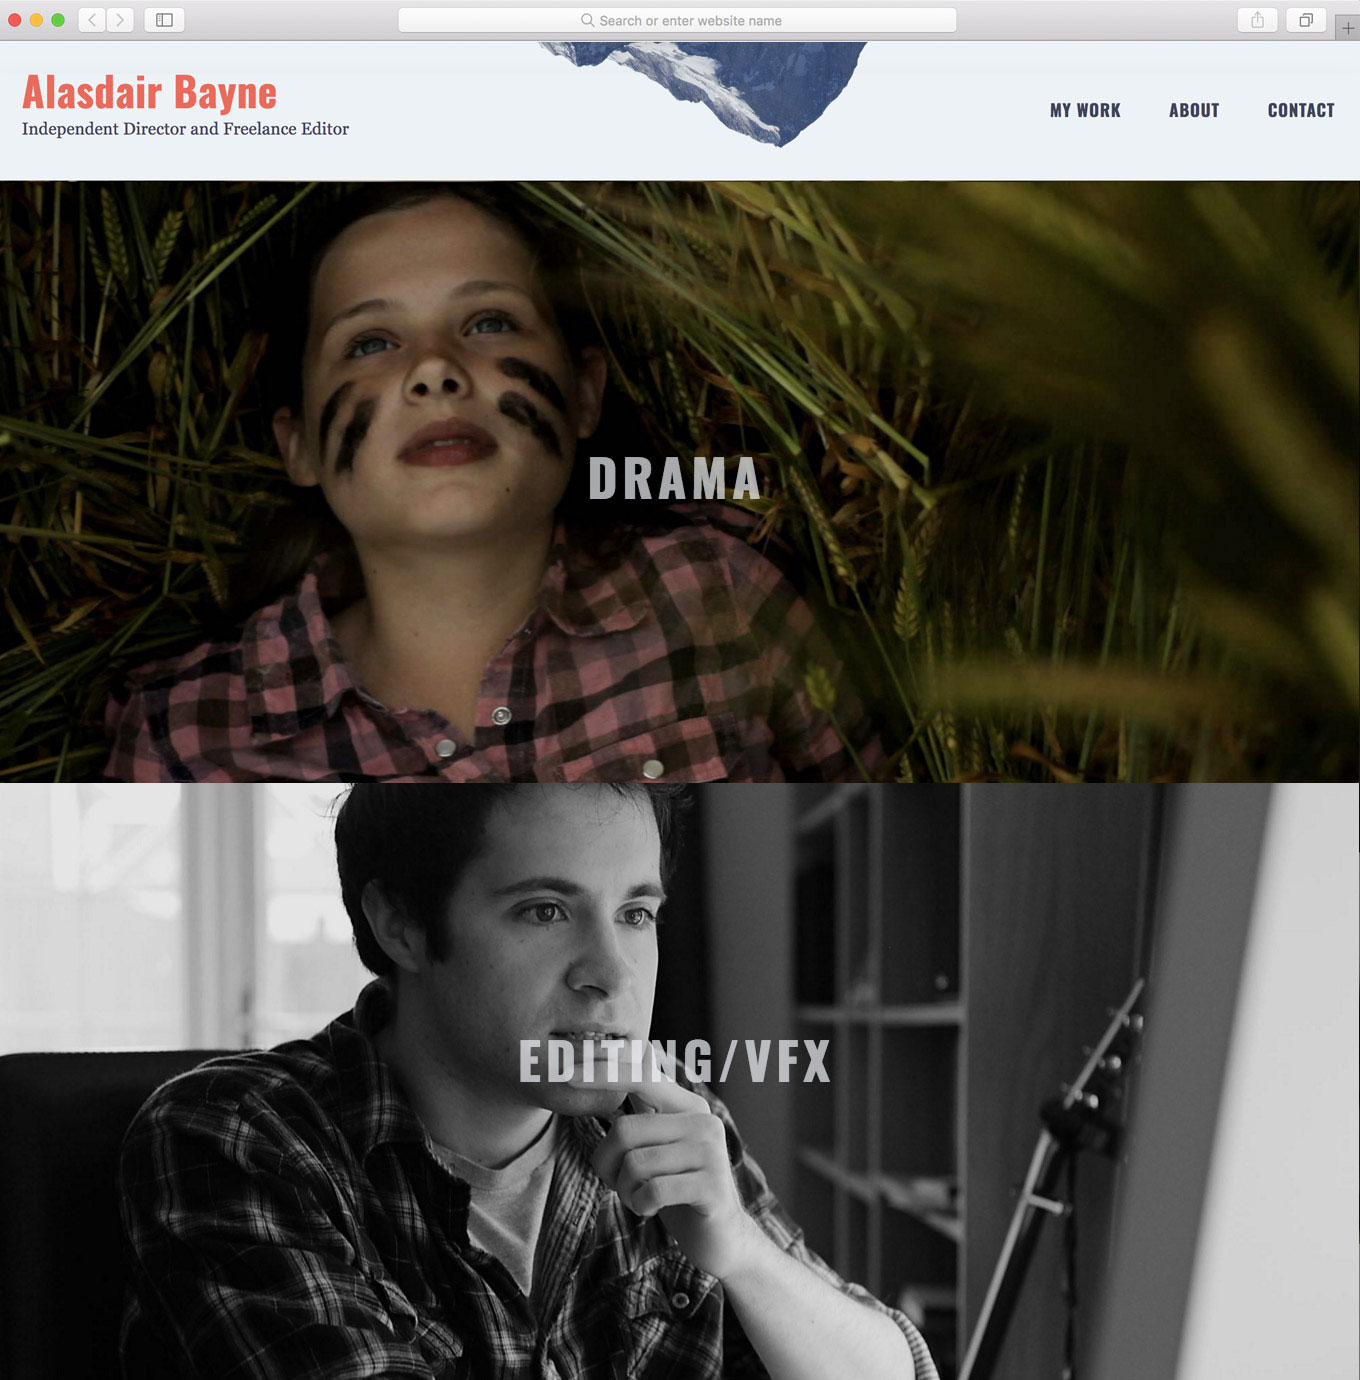 Search or enter website name
Alasdair Bayne
Independent Director and Freelance Editor
MY WORK
ABOUT
CONTACT
DRAMA
EDITING/VFX